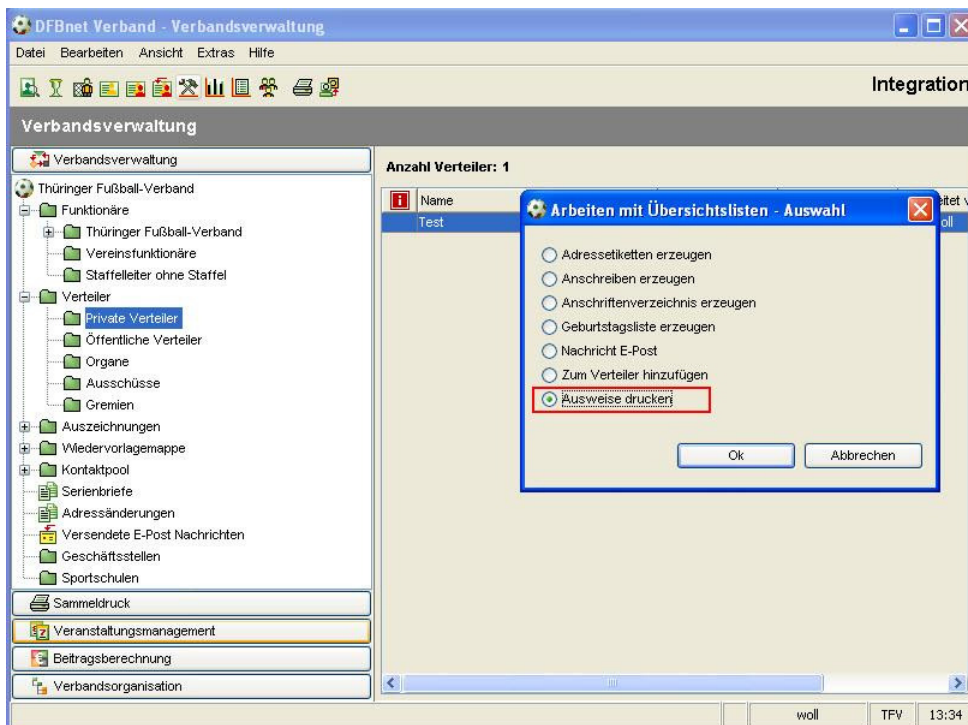 DFBnet Verband - Verbandsverwaltung
Datei Bearbeiten Ansicht Extras Hilfe
Integration
Verbandsverwaltung
Verbandsverwaltung
Thüringer Fußball-Verband
Funktionäre
Thüringer Fußball-Verband
Vereinsfunktionäre
Staffelleiter ohne Staffel
Verteiler
Private Verteiler
Öffentliche Verteiler
Organe
Ausschüsse
Gremien
Auszeichnungen
Wiedervorlagemappe
Kontaktpool
Serienbriefe
Adressänderungen
Versendete E-Post Nachrichten
Geschäftsstellen
Sportschulen
Sammeldruck
Veranstaltungsmanagement
Beitragsberechnung
Verbandsorganisation
Anzahl Verteiler: 1
Name
Test
Arbeiten mit Übersichtslisten - Auswahl
Adressetiketten erzeugen
Anschreiben erzeugen
Anschriftenverzeichnis erzeugen
Geburtstagsliste erzeugen
Nachricht E-Post
Zum Verteiler hinzufügen
Ausweise drucken
Ok Abbrechen
woll TFV 13:34